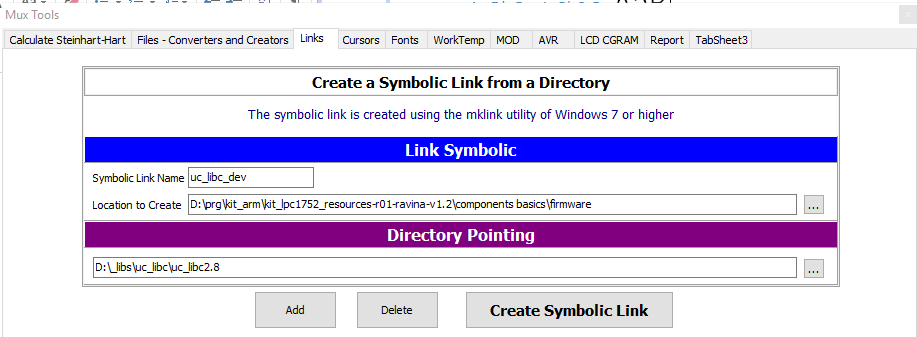 Mux Tools
Calculate Steinhart-Hart Files - Converters and Creators Links Cursors Fonts WorkTemp MOD AVR LCD CGRAM Report TabSheet3
Create a Symbolic Link from a Directory
The symbolic link is created using the mklink utility of Windows 7 or higher
Link Symbolic
Symbolic Link Name uc_libc_dev
Location to Create D:\prg\kit_arm\kit_lpc1752_resources-r01-ravina-v1.2\components basics\firmware ...
Directory Pointing
D:\_libs\uc_libc\uc_libc2.8 ...
Add Delete Create Symbolic Link